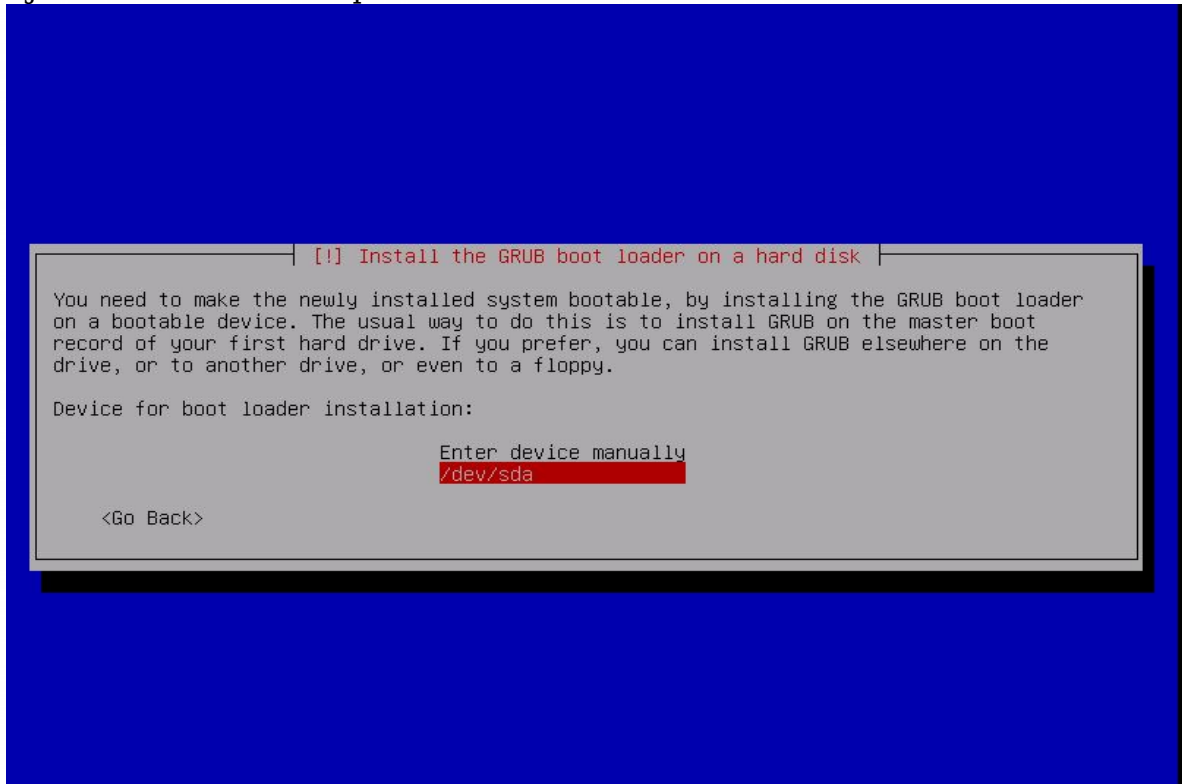 [!] Install the GRUB boot loader on a hard disk
You need to make the newly installed system bootable, by installing the GRUB boot loader
on a bootable device. The usual way to do this is to install GRUB on the master boot
record of your first hard drive. If you prefer, you can install GRUB elsewhere on the
drive, or to another drive, or even to a floppy.
Device for boot loader installation:
Enter device manually
/dev/sda
<Go Back>